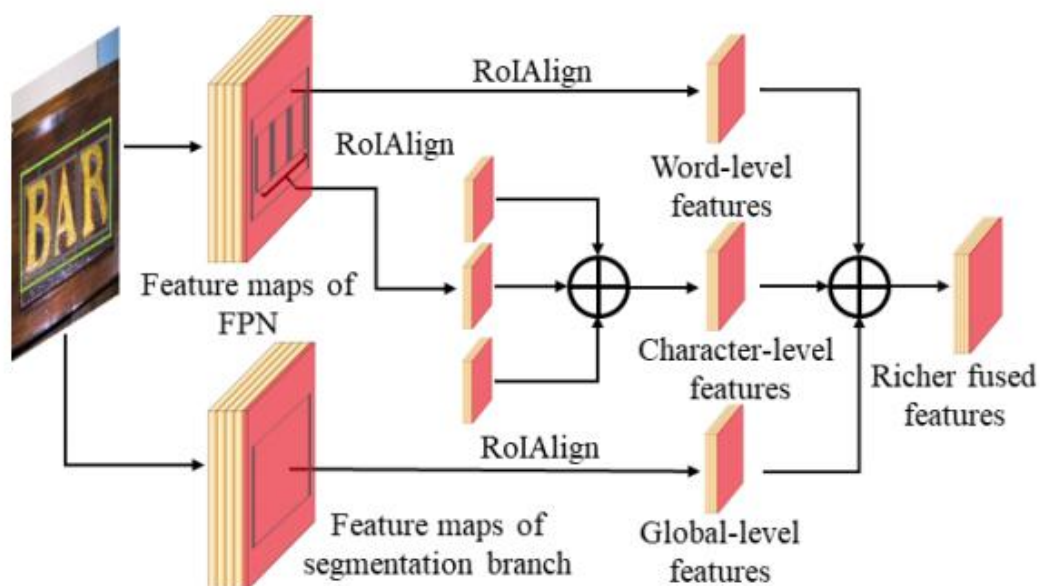 RoIAlign
RoIAlign
Word-level
features
BAR
Feature maps of
FPN
Character-level
features
Richer fused
features
RoIAlign
Feature maps of
segmentation branch
Global-level
features